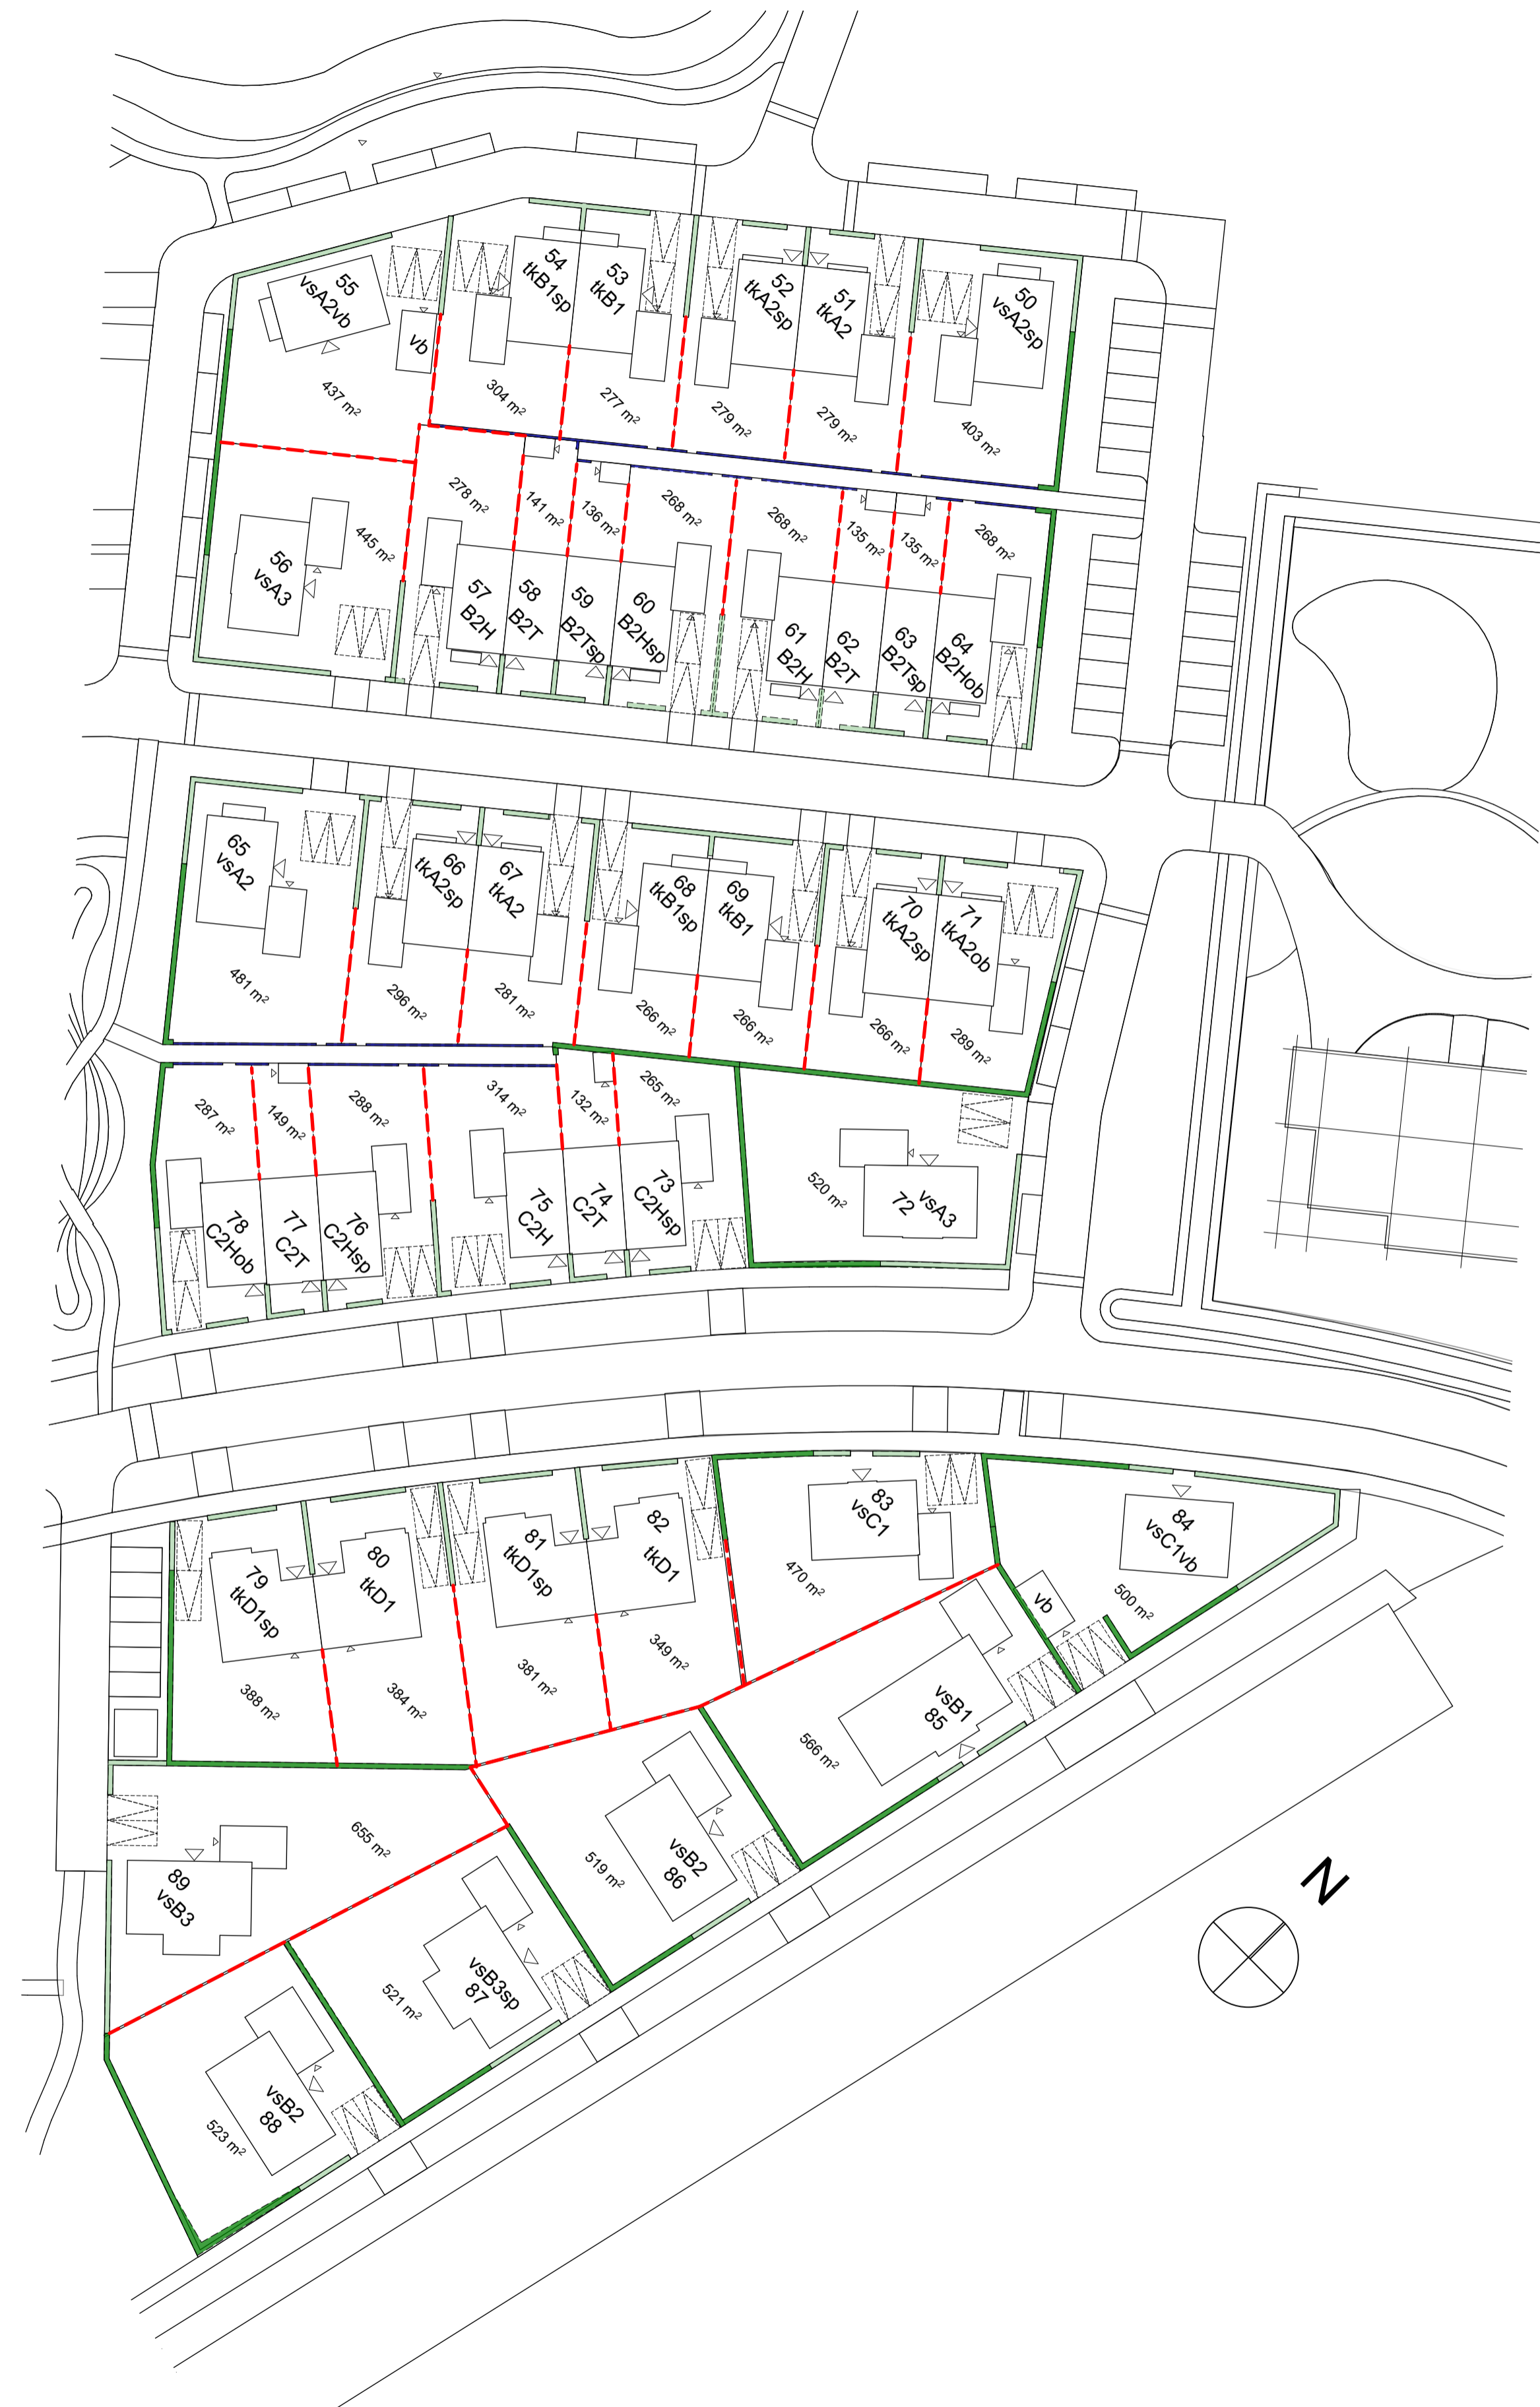 55
vsA2vb
vb
437 m²
54
tkB1sp
304 m²
53
tkB1
277 m²
52
tkA2sp
279 m²
51
tkA2
279 m²
50
vsA2sp
403 m²
56
vsA3
445 m²
278 m²
57
B2H
141 m²
58
B2T
136 m²
59
B2Tsp
268 m²
60
B2Hsp
268 m²
61
B2H
135 m²
62
B2T
135 m²
63
B2Tsp
268 m²
64
B2Hob
65
vsA2
481 m²
66
tkA2sp
296 m²
67
tkA2
281 m²
68
tkB1sp
266 m²
69
tkB1
266 m²
70
tkA2sp
266 m²
71
tkA2ob
289 m²
287 m²
78
C2Hob
149 m²
77
C2T
288 m²
76
C2Hsp
314 m²
75
C2H
132 m²
74
C2T
265 m²
73
C2Hsp
520 m²
vsA3
72
79
tkD1sp
388 m²
80
tkD1
384 m²
81
tkD1sp
381 m²
82
tkD1
349 m²
83
vsC1
470 m²
84
vsC1vb
500 m²
vb
vsB1
85
566 m²
vsB2
86
519 m²
655 m²
89
vsB3
vsB3sp
87
521 m²
vsB2
88
523 m²
N